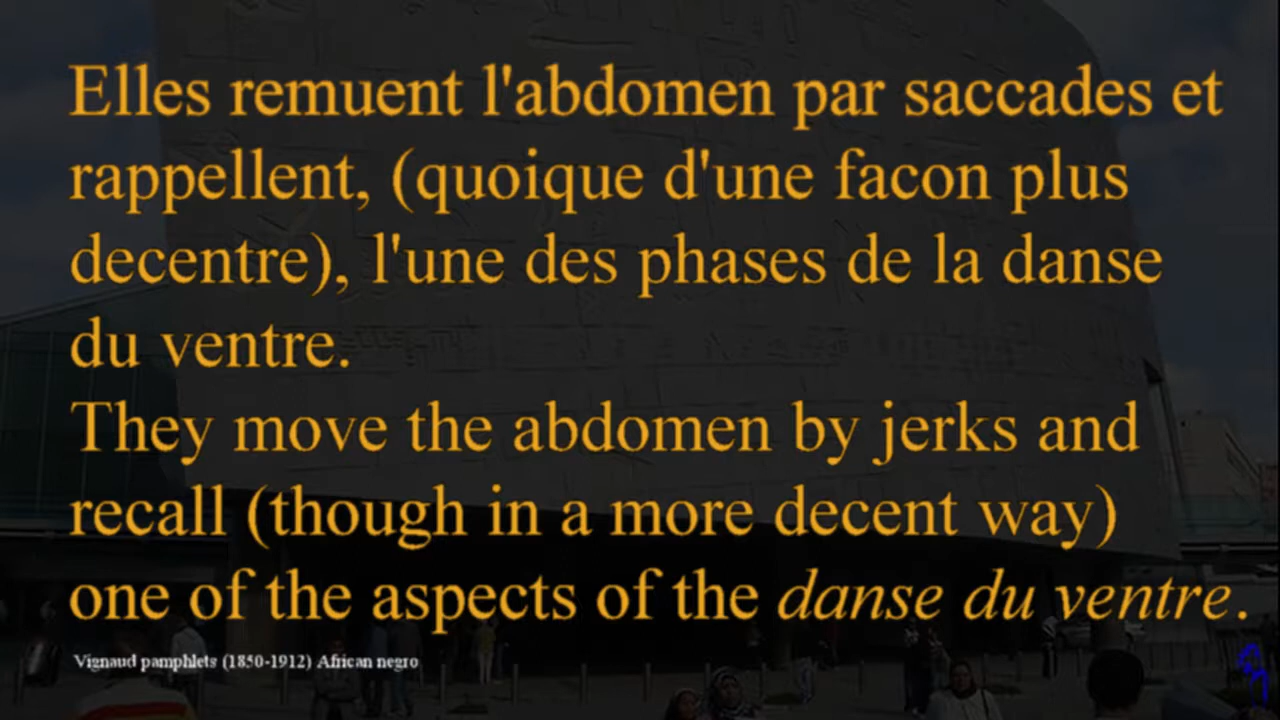 Elles remuent l'abdomen par saccades et
rappellent, (quoique d'une facon plus
decentre), l'une des phases de la danse
du ventre.
They move the abdomen by jerks and
recall (though in a more decent way)
one of the aspects of the danse du ventre.
Vignaud pamphlets (1850-1912) African negro